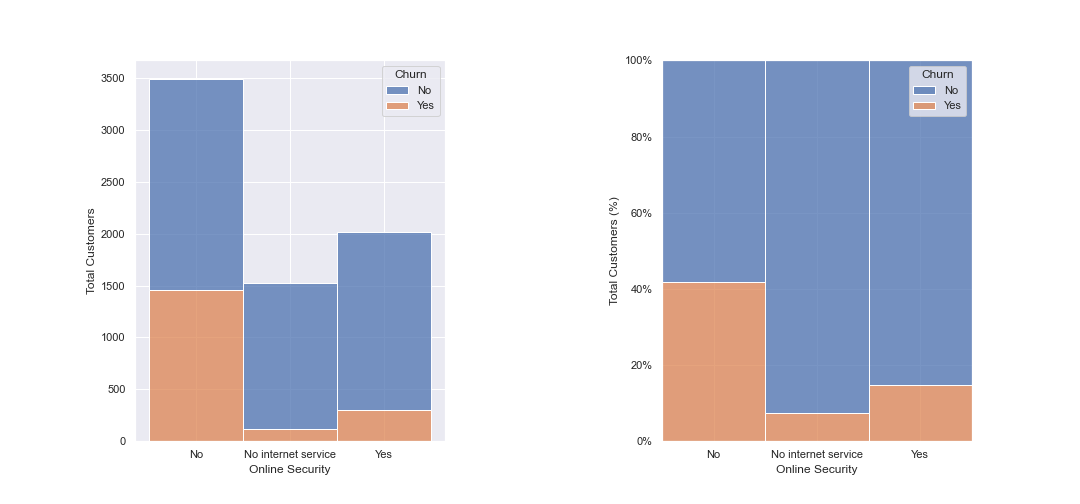 Total Customers
3500
3000
2500
2000
1500
1000
500
0
Churn
No
Yes
No No internet service Yes
Online Security
Total Customers (%)
100%
80%
60%
40%
20%
0%
Churn
No
Yes
No No internet service Yes
Online Security